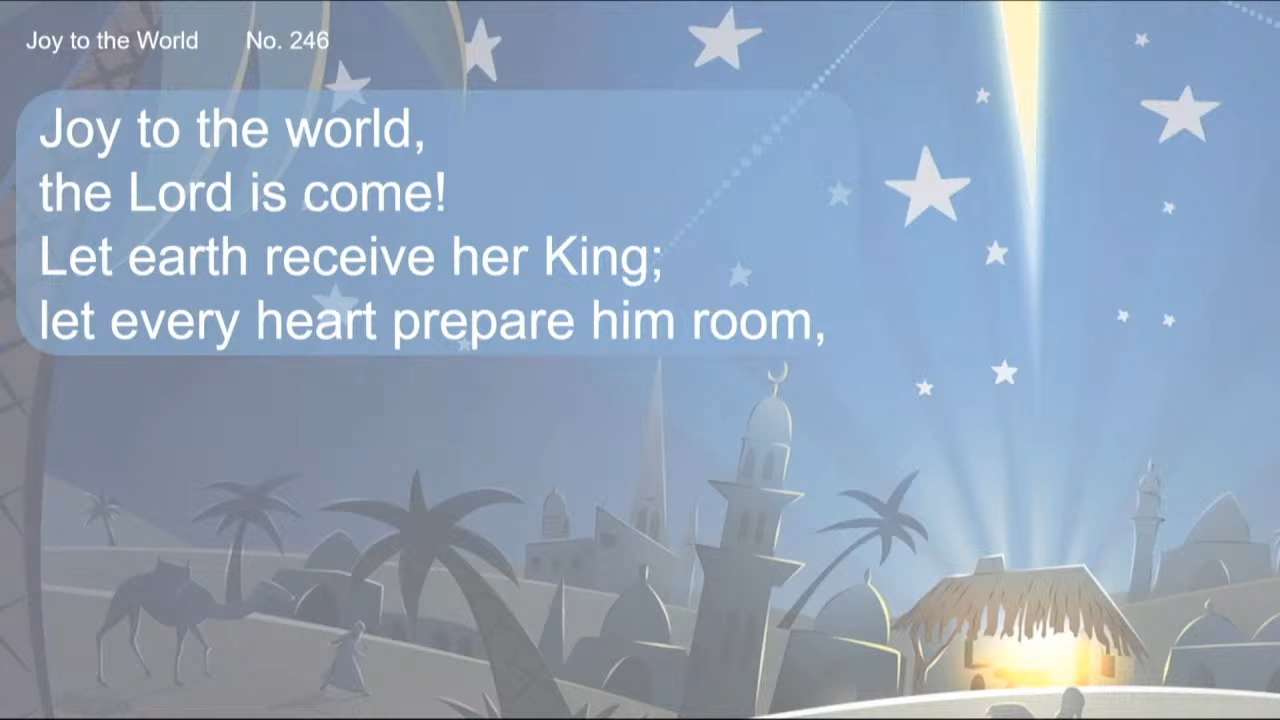 Joy to the World No. 246
Joy to the world,
the Lord is come!
Let earth receive her King;
let every heart prepare him room,